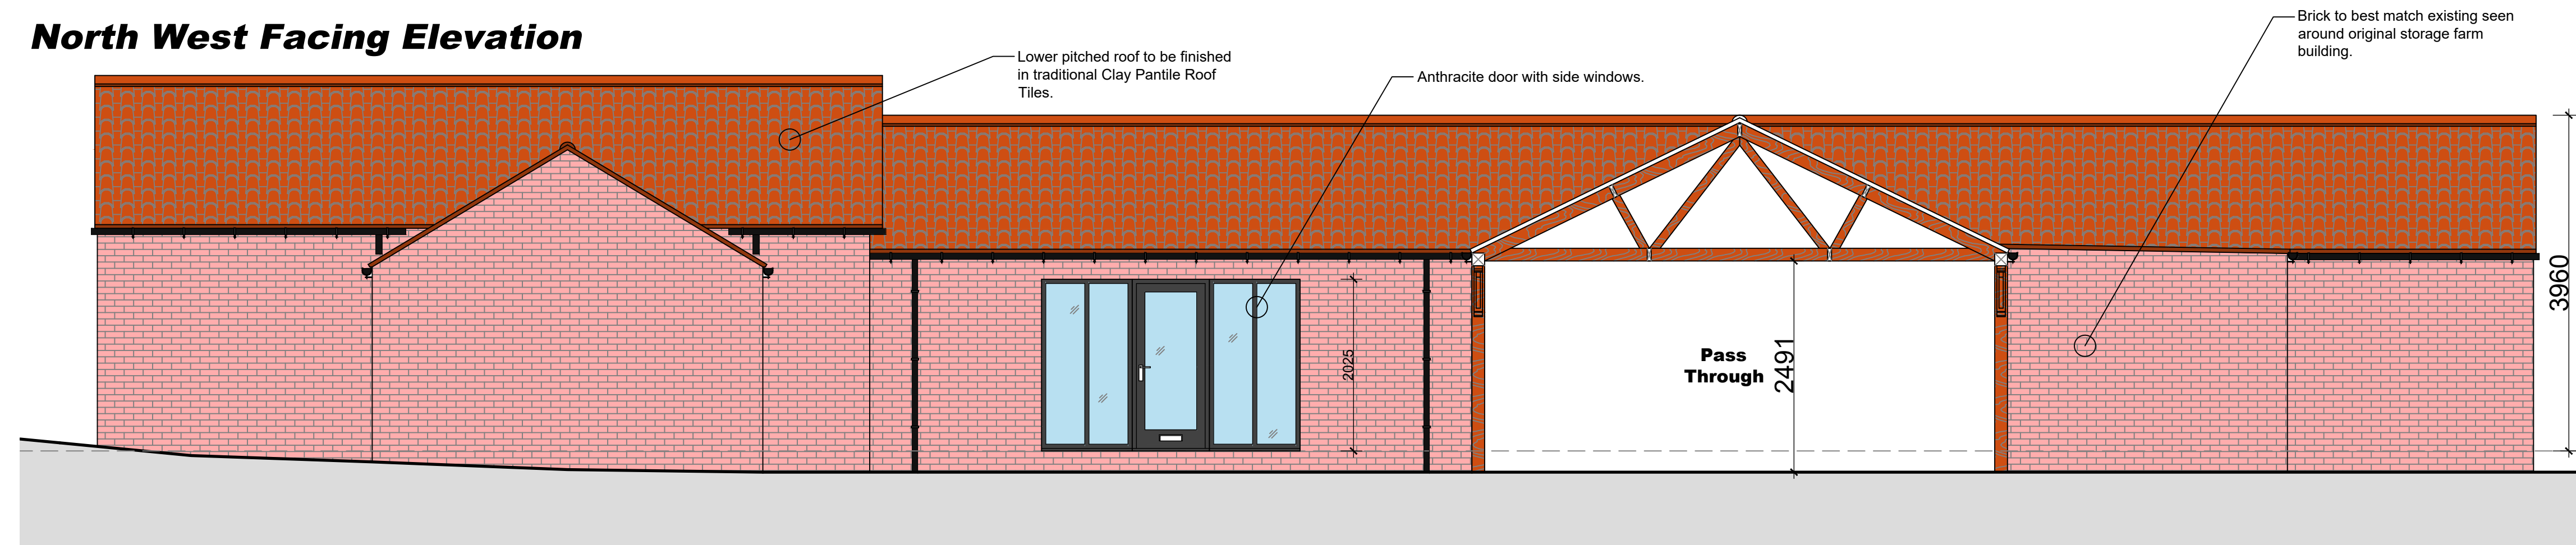 North West Facing Elevation
Lower pitched roof to be finished
in traditional Clay Pantile Roof
Tiles.
Anthracite door with side windows.
Brick to best match existing seen
around original storage farm
building.
2025
Pass
Through
2491
3960